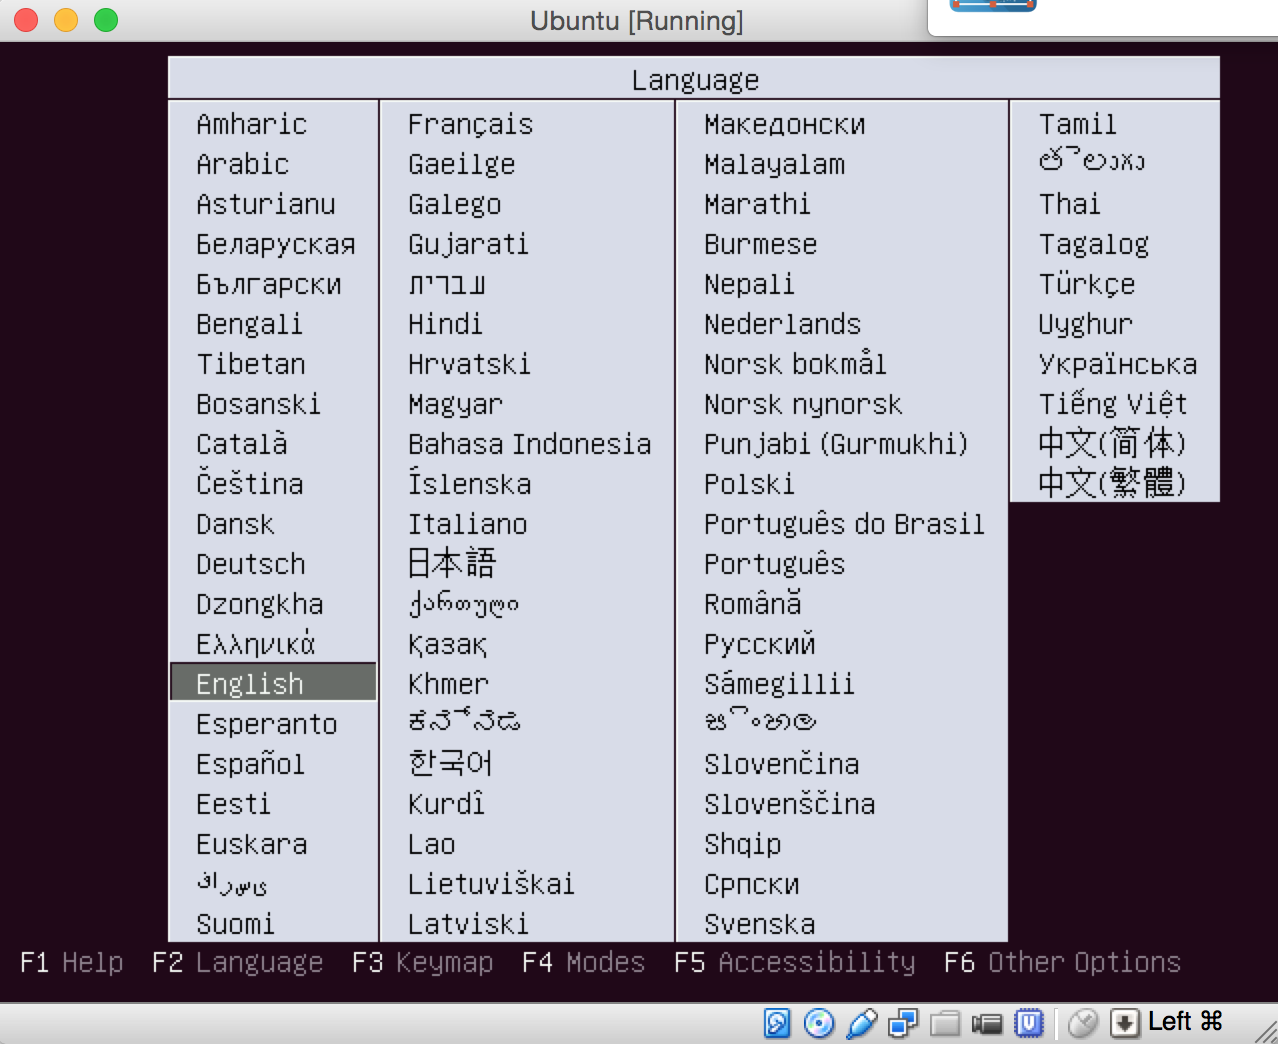 Ubuntu [Running]
Language
Amharic
Arabic
Asturianu
Беларуская
Български
Bengali
Tibetan
Bosanski
Català
Čeština
Dansk
Deutsch
Dzongkha
Ελληνικά
English
Esperanto
Español
Eesti
Euskara
ىسراف
Suomi
Français
Gaeilge
Galego
Gujarati
תירבע
Hindi
Hrvatski
Magyar
Bahasa Indonesia
Íslenska
Italiano
日本語
ქართული
Қазақ
Khmer
ಕನ್ನಡ
한국어
Kurdî
Lao
Lietuviškai
Latviski
Македонски
Malayalam
Marathi
Burmese
Nepali
Nederlands
Norsk bokmål
Norsk nynorsk
Punjabi (Gurmukhi)
Polski
Português do Brasil
Português
Română
Русский
Sámegillii
සිංහල
Slovenčina
Slovenščina
Shqip
Српски
Svenska
Tamil
తెలుగు
Thai
Tagalog
Türkçe
Uyghur
Українська
Tiếng Việt
中文(简体)
中文(繁體)
F1 Help F2 Language F3 Keymap F4 Modes F5 Accessibility F6 Other Options
Left ⌘